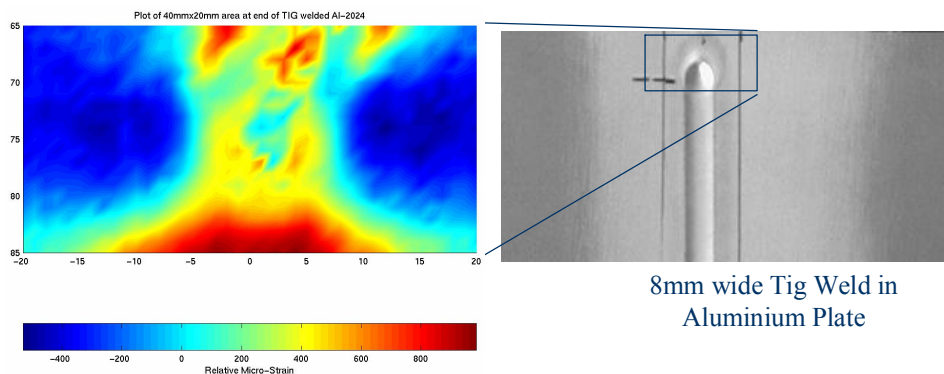 Plot of 40mmx20mm area at end of TIG welded Al-2024
65
70
75
80
85
-20 -15 -10 -5 0 5 10 15 20
-400 -200 0 200 400 600 800
Relative Micro-Strain
8mm wide Tig Weld in
Aluminium Plate